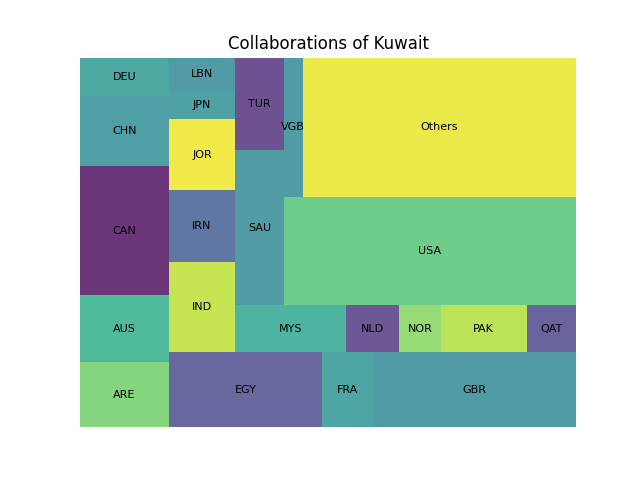 Collaborations of Kuwait
DEU
LBN
TUR
VGB
Others
JPN
CHN
JOR
CAN
IRN
SAU
USA
IND
AUS
MYS
NLD
NOR
PAK
QAT
ARE
EGY
FRA
GBR